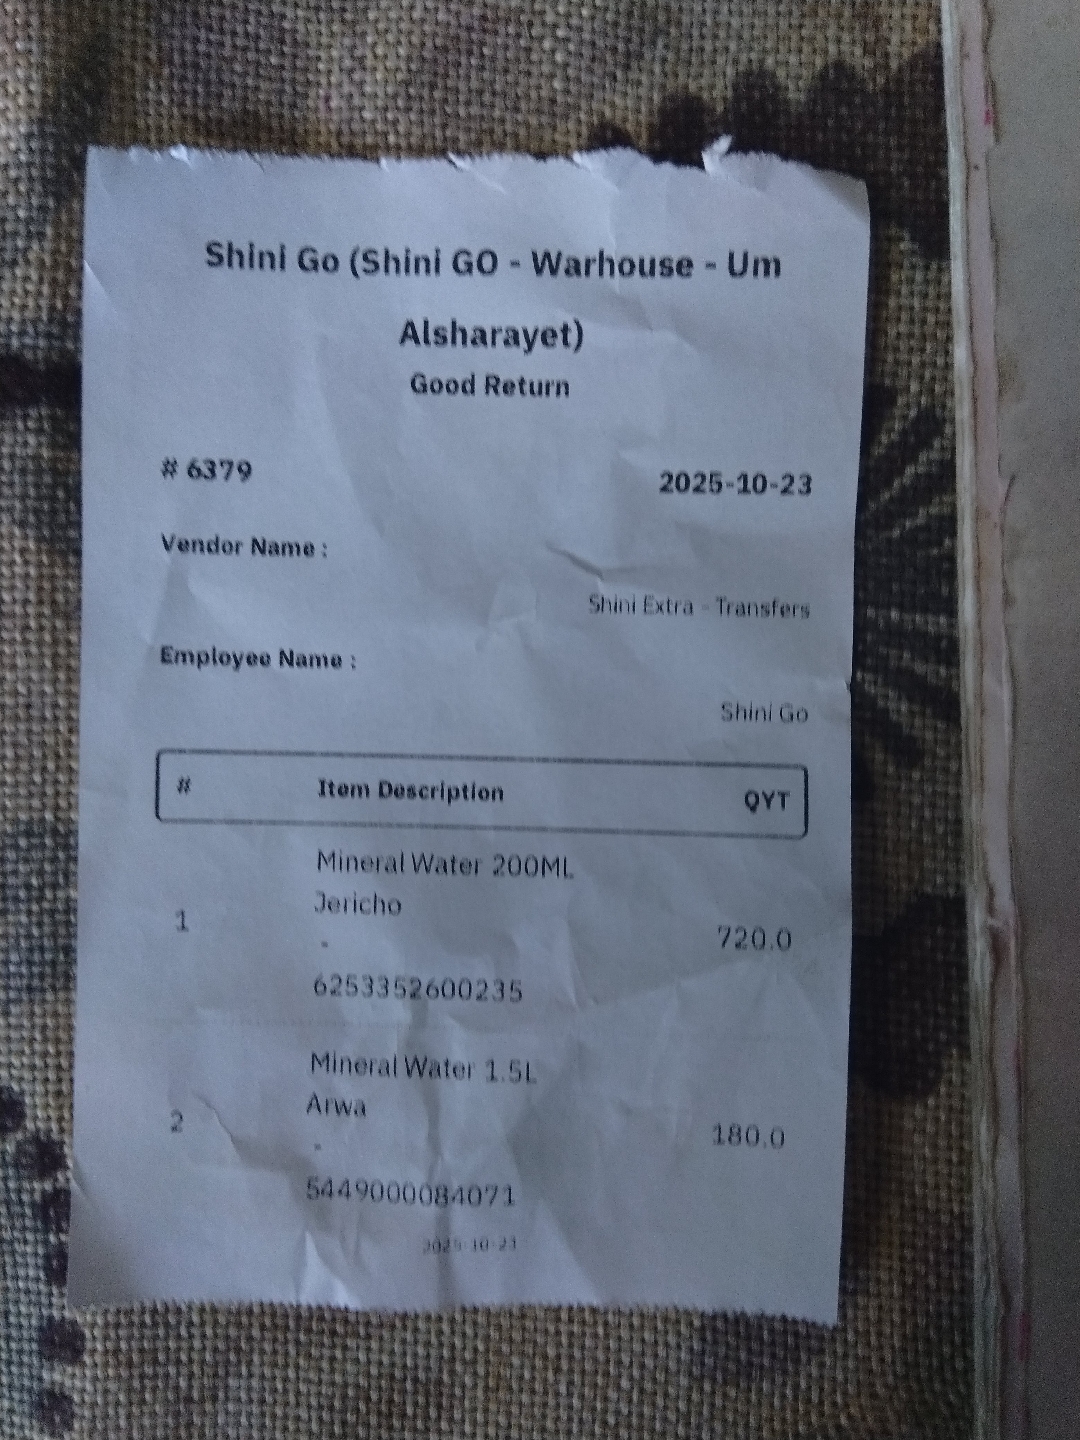 Shini Go (Shini GO - Warhouse - Um
Alsharayet)
Good Return
# 6379 2025-10-23
Vendor Name :
Shini Extra - Transfers
Employee Name :
Shini Go
# Item Description QYT
Mineral Water 200ML
Jericho
1 - 720.0
6253352600235
Mineral Water 1.5L
Arwa
2 - 180.0
5449000084071
2025-10-23